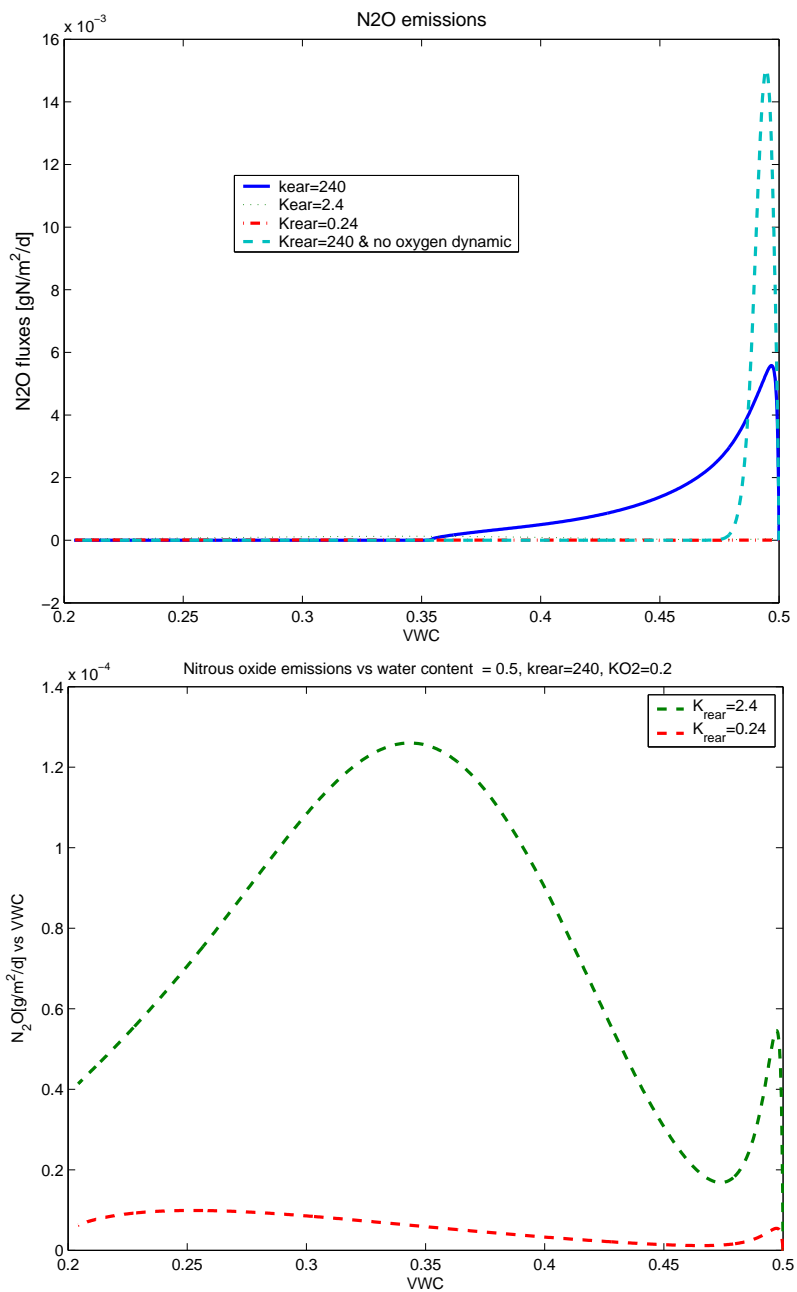 N2O emissions
x 10⁻³
16
14
12
10
8
6
4
2
0
−2
N2O fluxes [gN/m²/d]
kear=240
Kear=2.4
Krear=0.24
Krear=240 & no oxygen dynamic
0.2 0.25 0.3 0.35 0.4 0.45 0.5
VWC
Nitrous oxide emissions vs water content = 0.5, krear=240, KO2=0.2
x 10⁻⁴
1.4
1.2
1
0.8
0.6
0.4
0.2
0
N₂O[g/m²/d] vs VWC
K_rear=2.4
K_rear=0.24
0.2 0.25 0.3 0.35 0.4 0.45 0.5
VWC